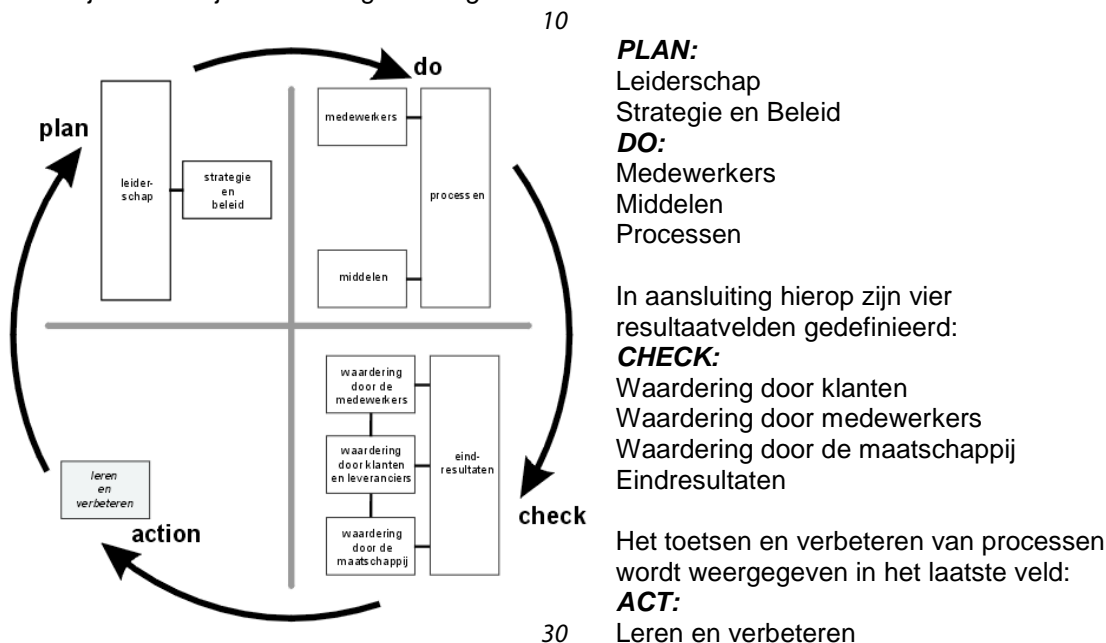 10
do
plan
medewerkers
leider-
schap
strategie
en
beleid
processen
middelen
waardering
door de
medewerkers
waardering
door klanten
en leveranciers
eind-
resultaten
waardering
door de
maatschappij
check
leren
en
verbeteren
action
PLAN:
Leiderschap
Strategie en Beleid
DO:
Medewerkers
Middelen
Processen
In aansluiting hierop zijn vier
resultaatvelden gedefinieerd:
CHECK:
Waardering door klanten
Waardering door medewerkers
Waardering door de maatschappij
Eindresultaten
Het toetsen en verbeteren van processen
wordt weergegeven in het laatste veld:
ACT:
30
Leren en verbeteren